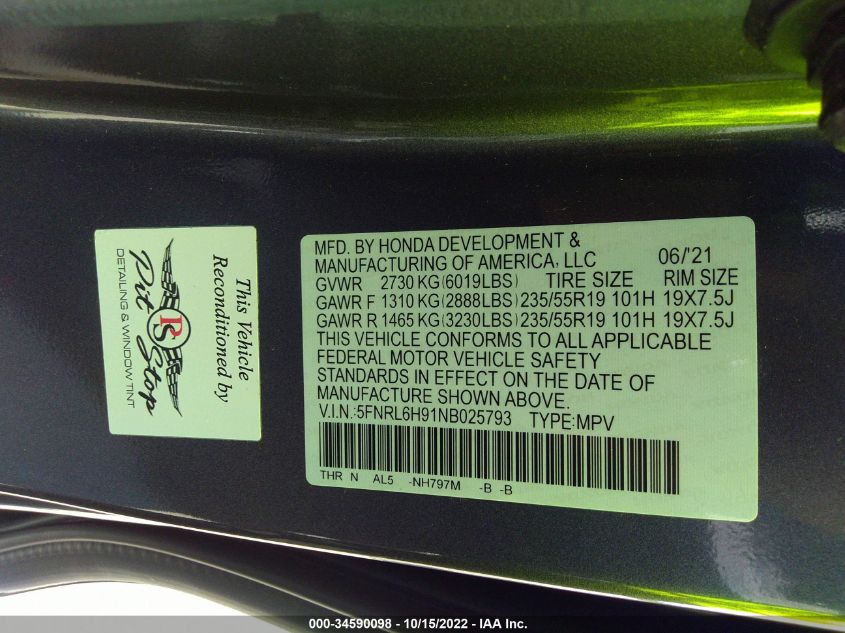 This Vehicle
Reconditioned by
Pit Stop
PS
DETAILING & WINDOW TINT
MFD. BY HONDA DEVELOPMENT &
MANUFACTURING OF AMERICA, LLC 06/'21
GVWR 2730 KG(6019LBS) TIRE SIZE RIM SIZE
GAWR F 1310 KG(2888LBS) 235/55R19 101H 19X7.5J
GAWR R 1465 KG(3230LBS) 235/55R19 101H 19X7.5J
THIS VEHICLE CONFORMS TO ALL APPLICABLE
FEDERAL MOTOR VEHICLE SAFETY
STANDARDS IN EFFECT ON THE DATE OF
MANUFACTURE SHOWN ABOVE.
V.I.N.:5FNRL6H91NB025793 TYPE:MPV
THR N AL5 -NH797M -B -B
000-34590098 - 10/15/2022 - IAA Inc.